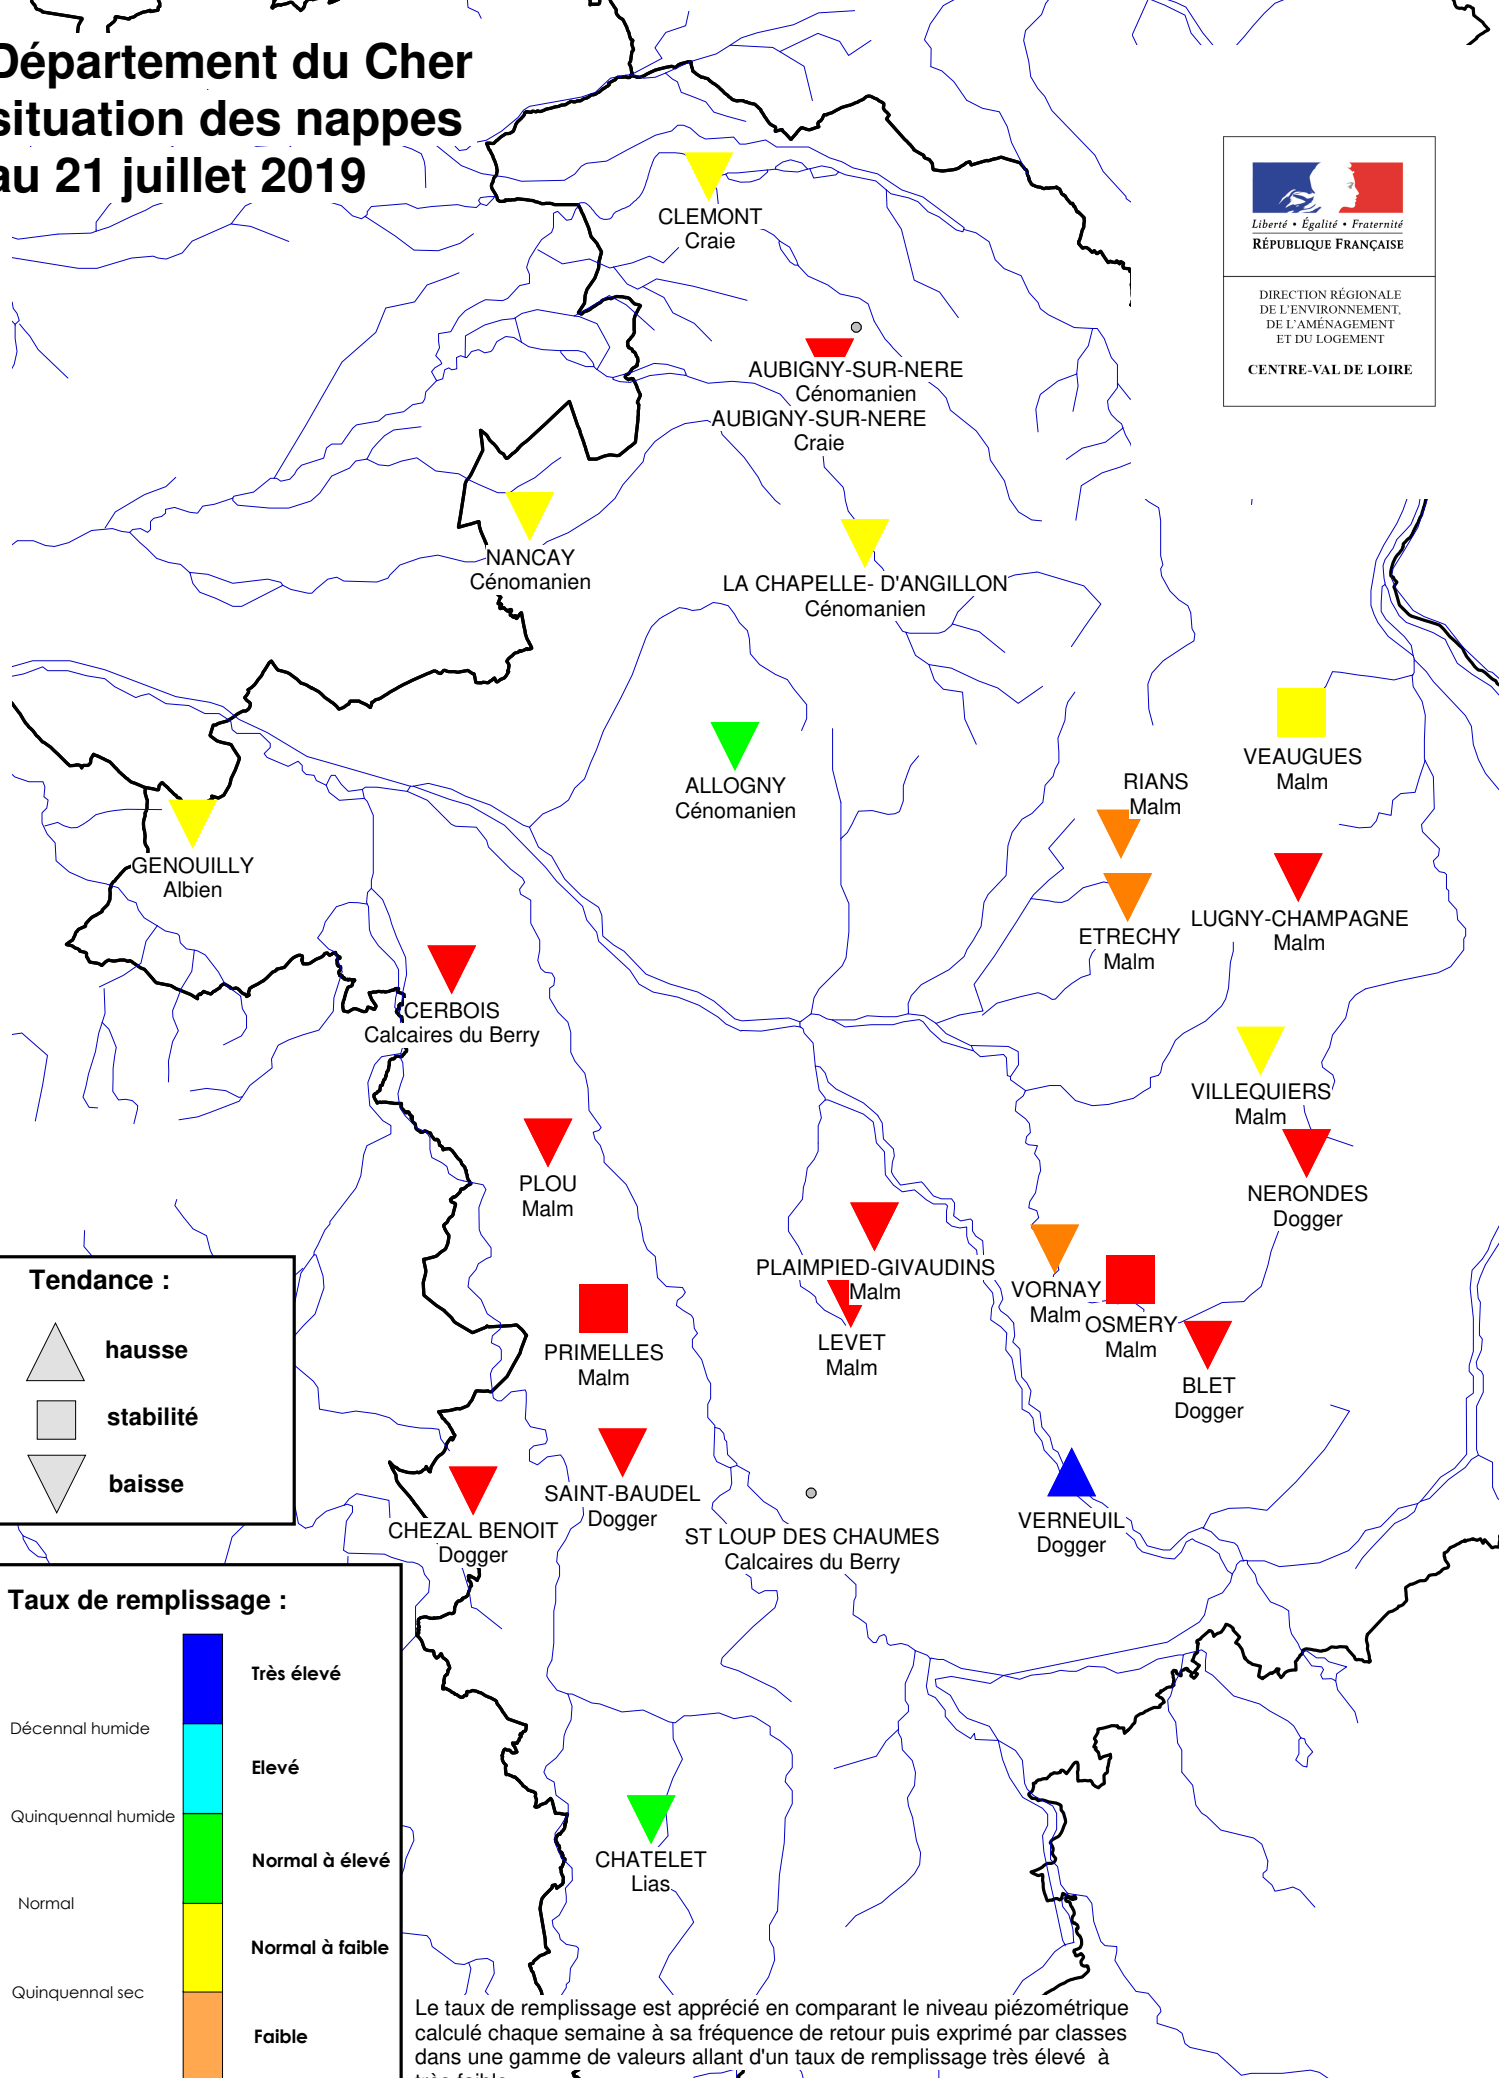 Département du Cher
situation des nappes
au 21 juillet 2019
Liberté • Égalité • Fraternité
RÉPUBLIQUE FRANÇAISE
DIRECTION RÉGIONALE
DE L'ENVIRONNEMENT,
DE L'AMÉNAGEMENT
ET DU LOGEMENT
CENTRE-VAL DE LOIRE
CLEMONT
Craie
AUBIGNY-SUR-NERE
Cénomanien
AUBIGNY-SUR-NERE
Craie
NANCAY
Cénomanien
LA CHAPELLE- D'ANGILLON
Cénomanien
VEAUGUES
Malm
ALLOGNY
Cénomanien
RIANS
Malm
GENOUILLY
Albien
LUGNY-CHAMPAGNE
Malm
ETRECHY
Malm
CERBOIS
Calcaires du Berry
VILLEQUIERS
Malm
PLOU
Malm
NERONDES
Dogger
PLAIMPIED-GIVAUDINS
Malm
VORNAY
Malm
OSMERY
Malm
LEVET
Malm
PRIMELLES
Malm
BLET
Dogger
SAINT-BAUDEL
Dogger
CHEZAL BENOIT
Dogger
ST LOUP DES CHAUMES
Calcaires du Berry
VERNEUIL
Dogger
CHATELET
Lias
Tendance :
hausse
stabilité
baisse
Taux de remplissage :
Très élevé
Décennal humide
Elevé
Quinquennal humide
Normal à élevé
Normal
Normal à faible
Quinquennal sec
Faible
Le taux de remplissage est apprécié en comparant le niveau piézométrique
calculé chaque semaine à sa fréquence de retour puis exprimé par classes
dans une gamme de valeurs allant d'un taux de remplissage très élevé à
très faible